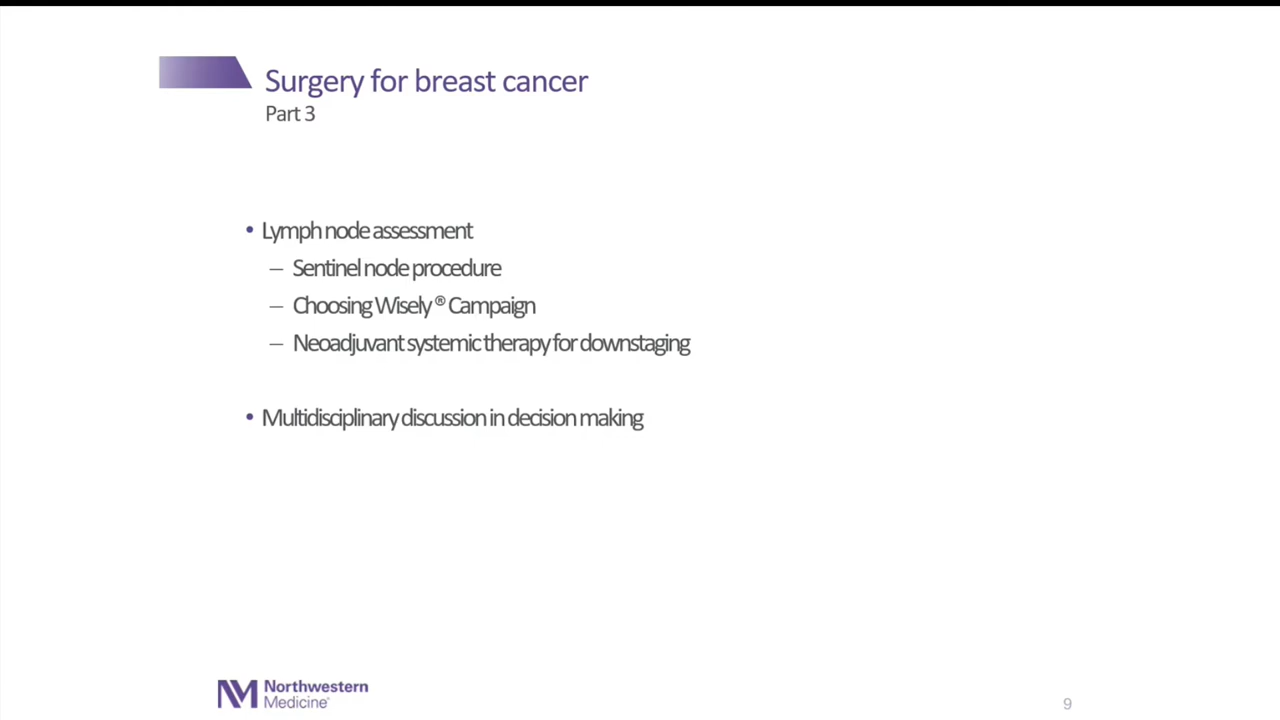 Surgery for breast cancer
Part 3
• Lymph node assessment
– Sentinel node procedure
– Choosing Wisely ® Campaign
– Neoadjuvant systemic therapy for downstaging
• Multidisciplinary discussion in decision making
NM Northwestern
Medicine®
9